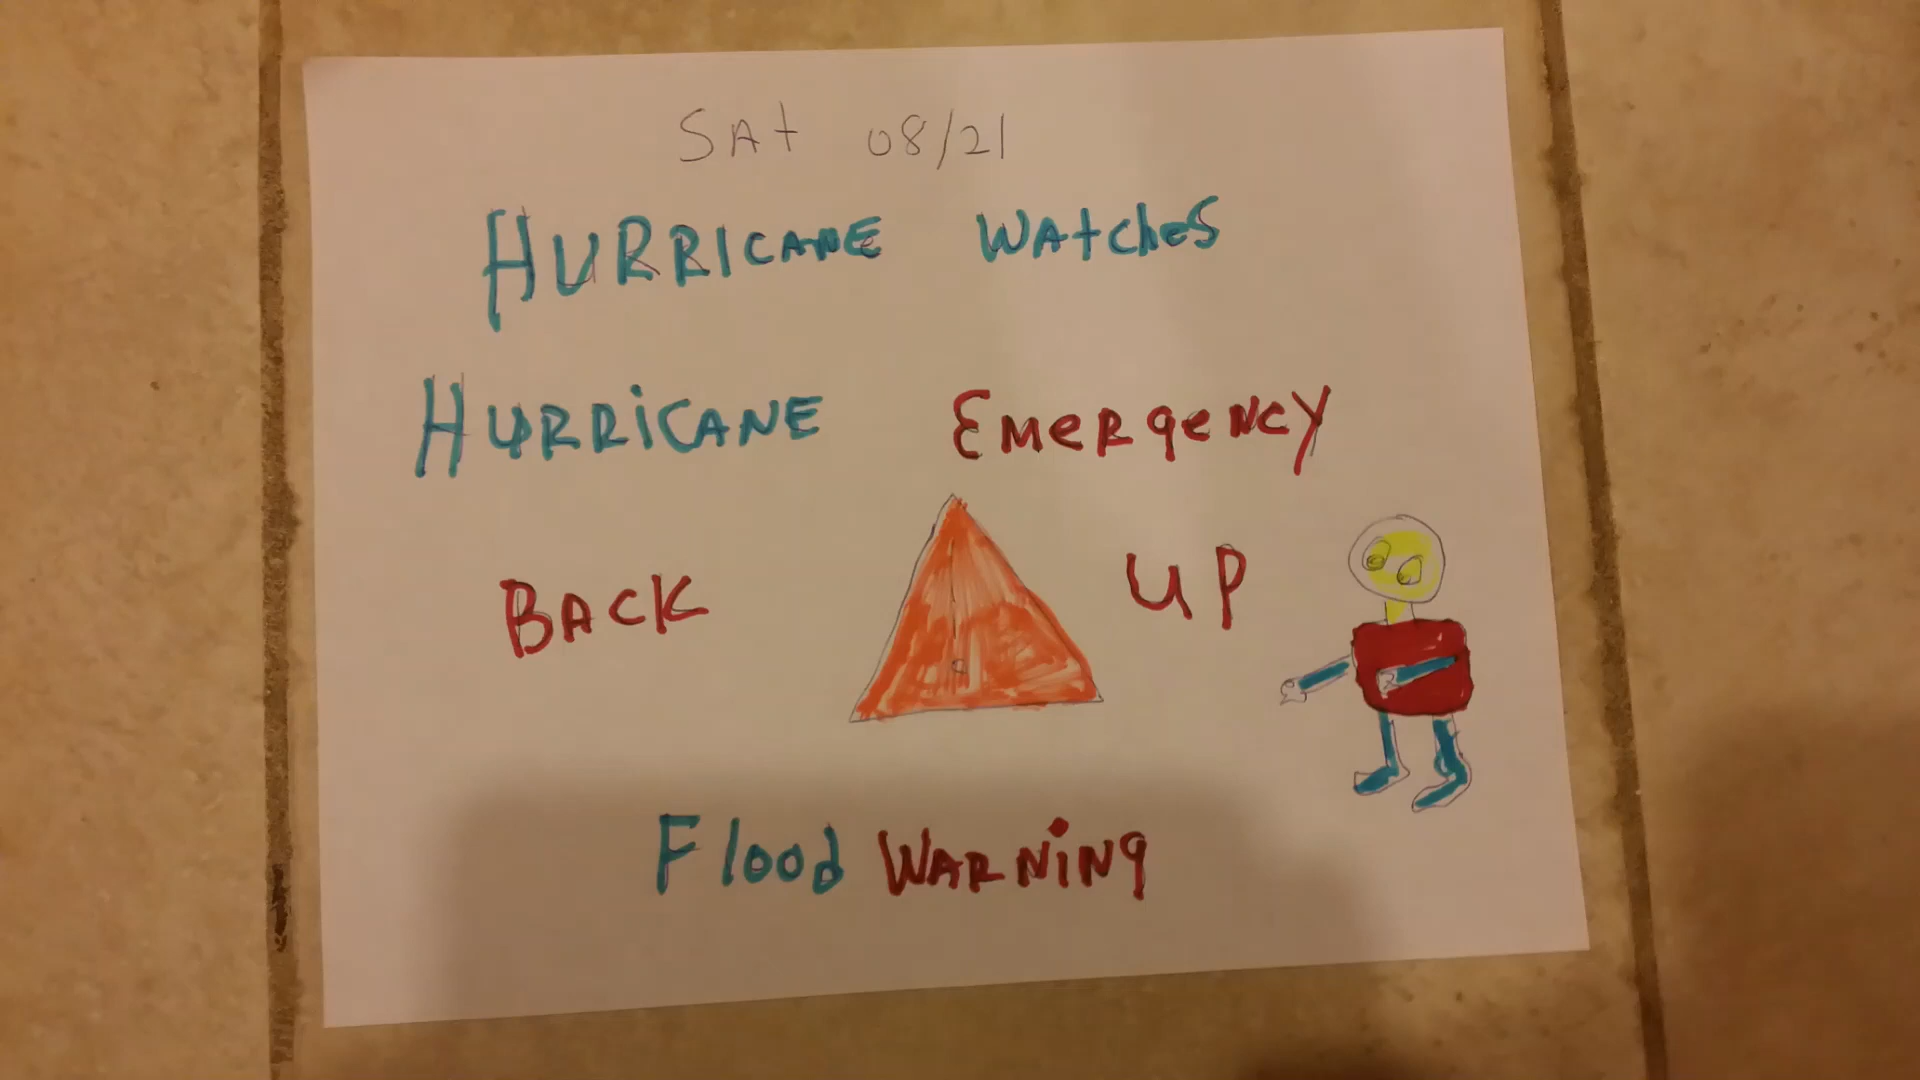 SAt 08/21
HURRICANE WAtcheS
HURRiCANE EMERgeNCY
BACK UP
Flood WARNiNg